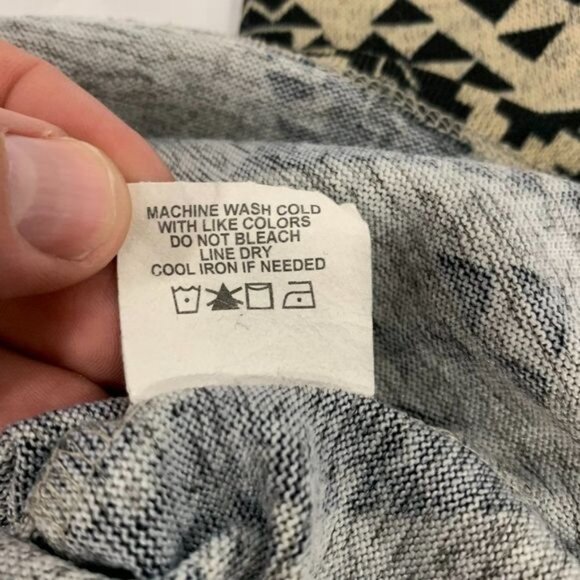 MACHINE WASH COLD
WITH LIKE COLORS
DO NOT BLEACH
LINE DRY
COOL IRON IF NEEDED